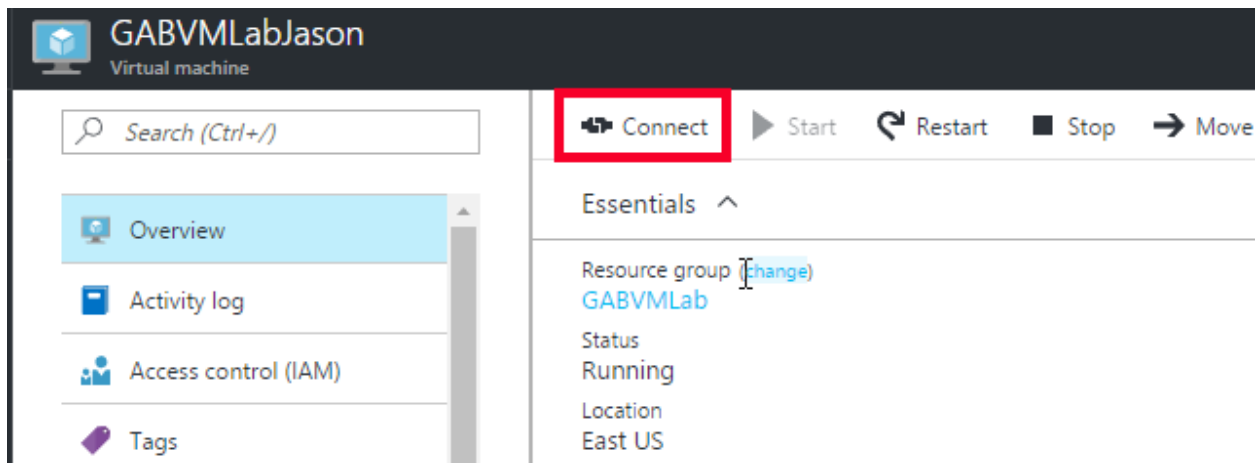 GABVMLabJason
Virtual machine
Search (Ctrl+/)
Overview
Activity log
Access control (IAM)
Tags
Connect Start Restart Stop Move
Essentials
Resource group (change)
GABVMLab
Status
Running
Location
East US